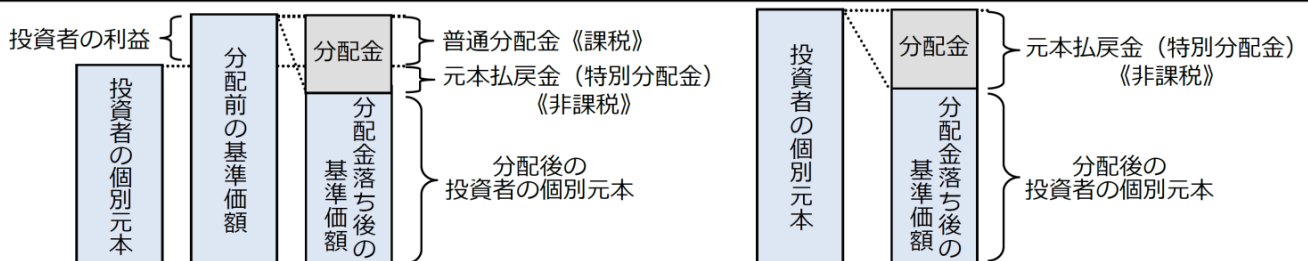 投資者の利益
投資者の個別元本
分配前の基準価額
分配金
分配金落ち後の
基準価額
普通分配金《課税》
元本払戻金（特別分配金）
《非課税》
分配後の
投資者の個別元本
投資者の個別元本
分配金
分配金落ち後の
基準価額
元本払戻金（特別分配金）
《非課税》
分配後の
投資者の個別元本